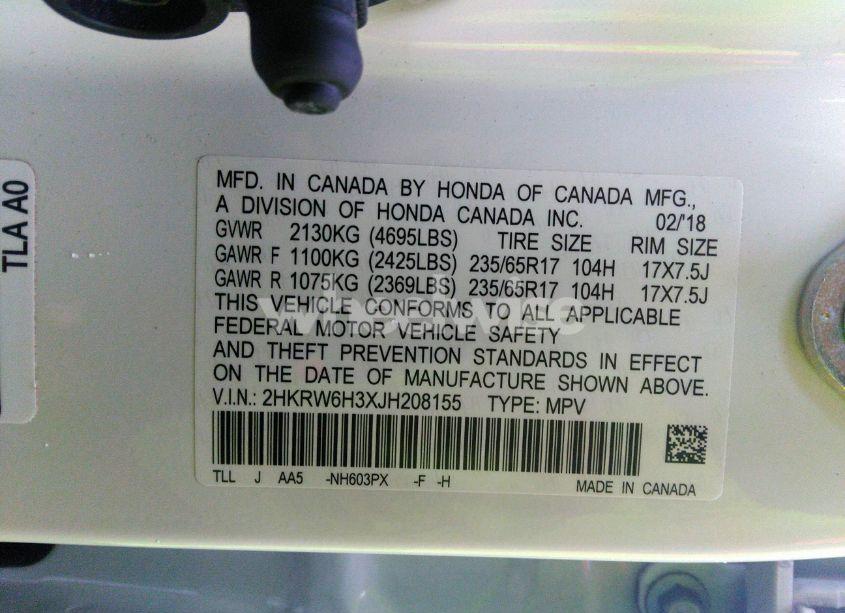 MFD. IN CANADA BY HONDA OF CANADA MFG.,
A DIVISION OF HONDA CANADA INC. 02/'18
GVWR 2130KG (4695LBS) TIRE SIZE RIM SIZE
GAWR F 1100KG (2425LBS) 235/65R17 104H 17X7.5J
GAWR R 1075KG (2369LBS) 235/65R17 104H 17X7.5J
THIS VEHICLE CONFORMS TO ALL APPLICABLE
FEDERAL MOTOR VEHICLE SAFETY
AND THEFT PREVENTION STANDARDS IN EFFECT
ON THE DATE OF MANUFACTURE SHOWN ABOVE.
V.I.N.: 2HKRW6H3XJH208155 TYPE: MPV
TLL J AA5 -NH603PX -F -H
MADE IN CANADA
TLA A0